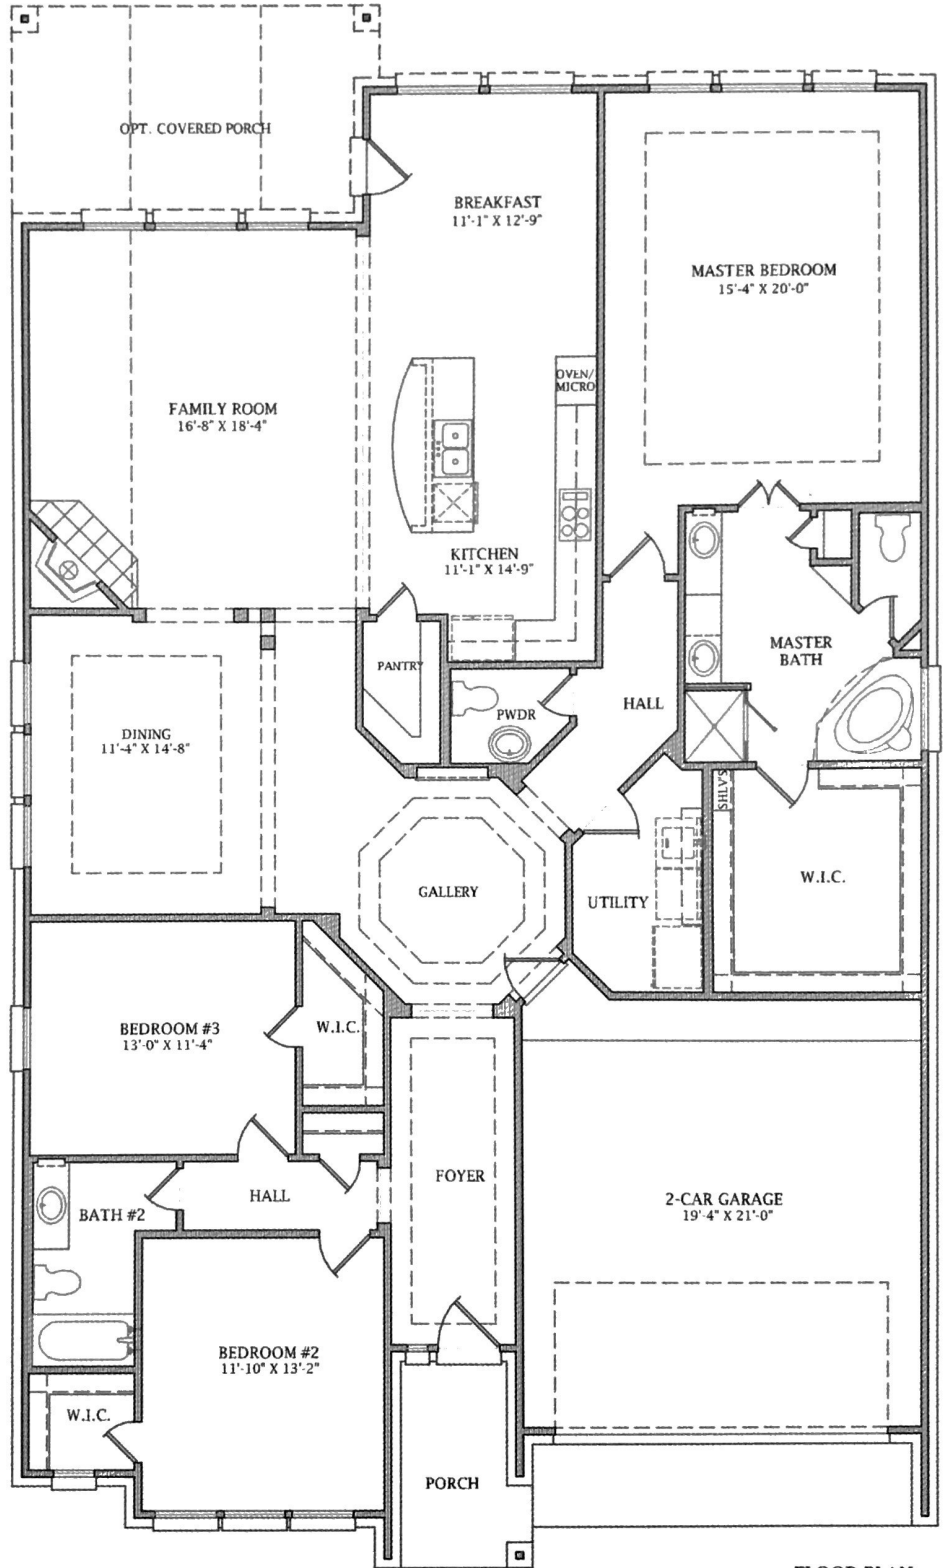 OPT. COVERED PORCH
BREAKFAST
11'-1" X 12'-9"
MASTER BEDROOM
15'-4" X 20'-0"
OVEN/
MICRO
FAMILY ROOM
16'-8" X 18'-4"
KITCHEN
11'-1" X 14'-9"
PANTRY
MASTER
BATH
PWDR
HALL
DINING
11'-4" X 14'-8"
SHLV'S
W.I.C.
GALLERY
UTILITY
BEDROOM #3
13'-0" X 11'-4"
W.I.C.
FOYER
HALL
BATH #2
2-CAR GARAGE
19'-4" X 21'-0"
BEDROOM #2
11'-10" X 13'-2"
W.I.C.
PORCH
FLOOR PLAN